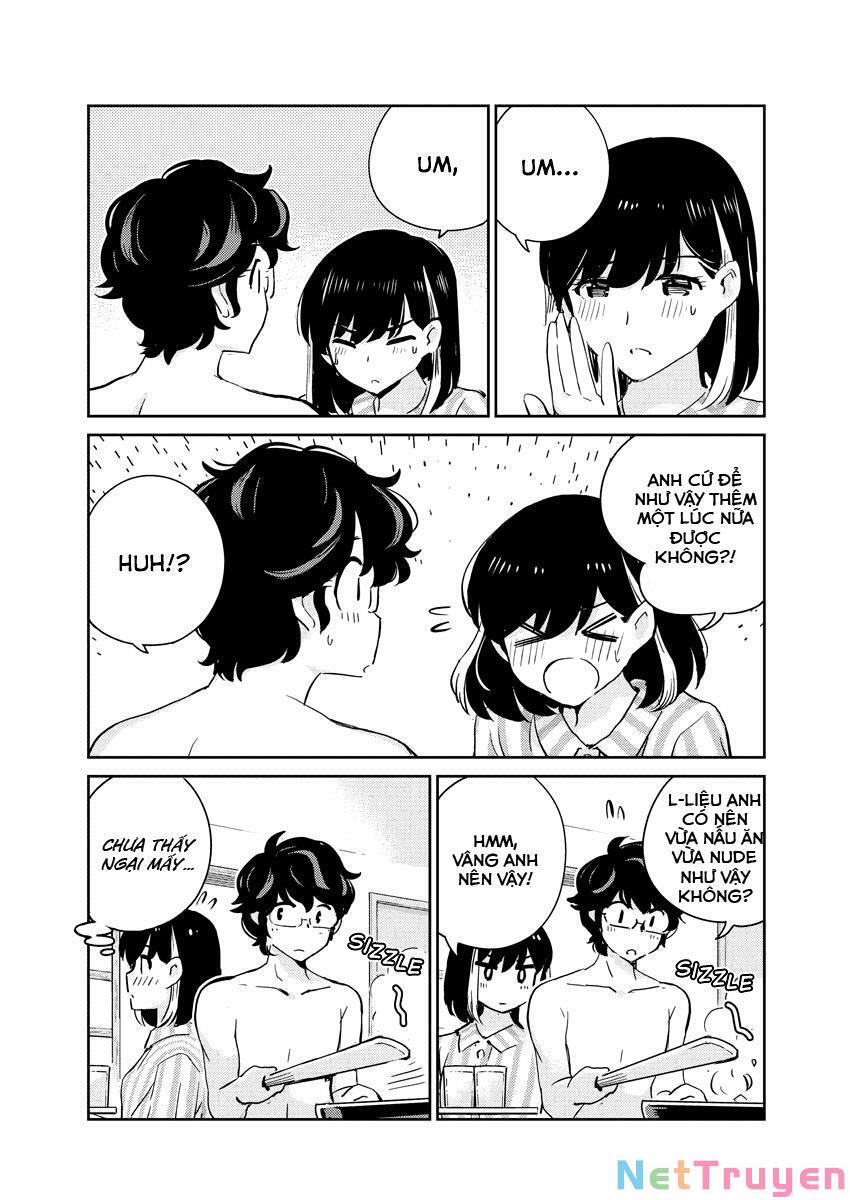 UM...
UM,
ANH CỨ ĐỂ
NHƯ VẬY THÊM
MỘT LÚC NỮA
ĐƯỢC
KHÔNG?!
HUH!?
L-LIỆU ANH
CÓ NÊN
VỪA NẤU ĂN
VỪA NUDE
NHƯ VẬY
KHÔNG?
HMM,
VÂNG ANH
NÊN VẬY!
SIZZLE
CHƯA THẤY
NGẠI MẤY...
SIZZLE
NetTruyen